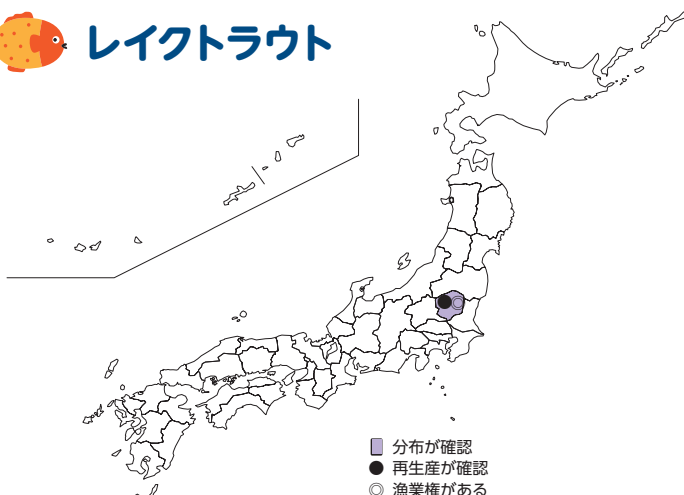 レイクトラウト
分布が確認
再生産が確認
漁業権がある